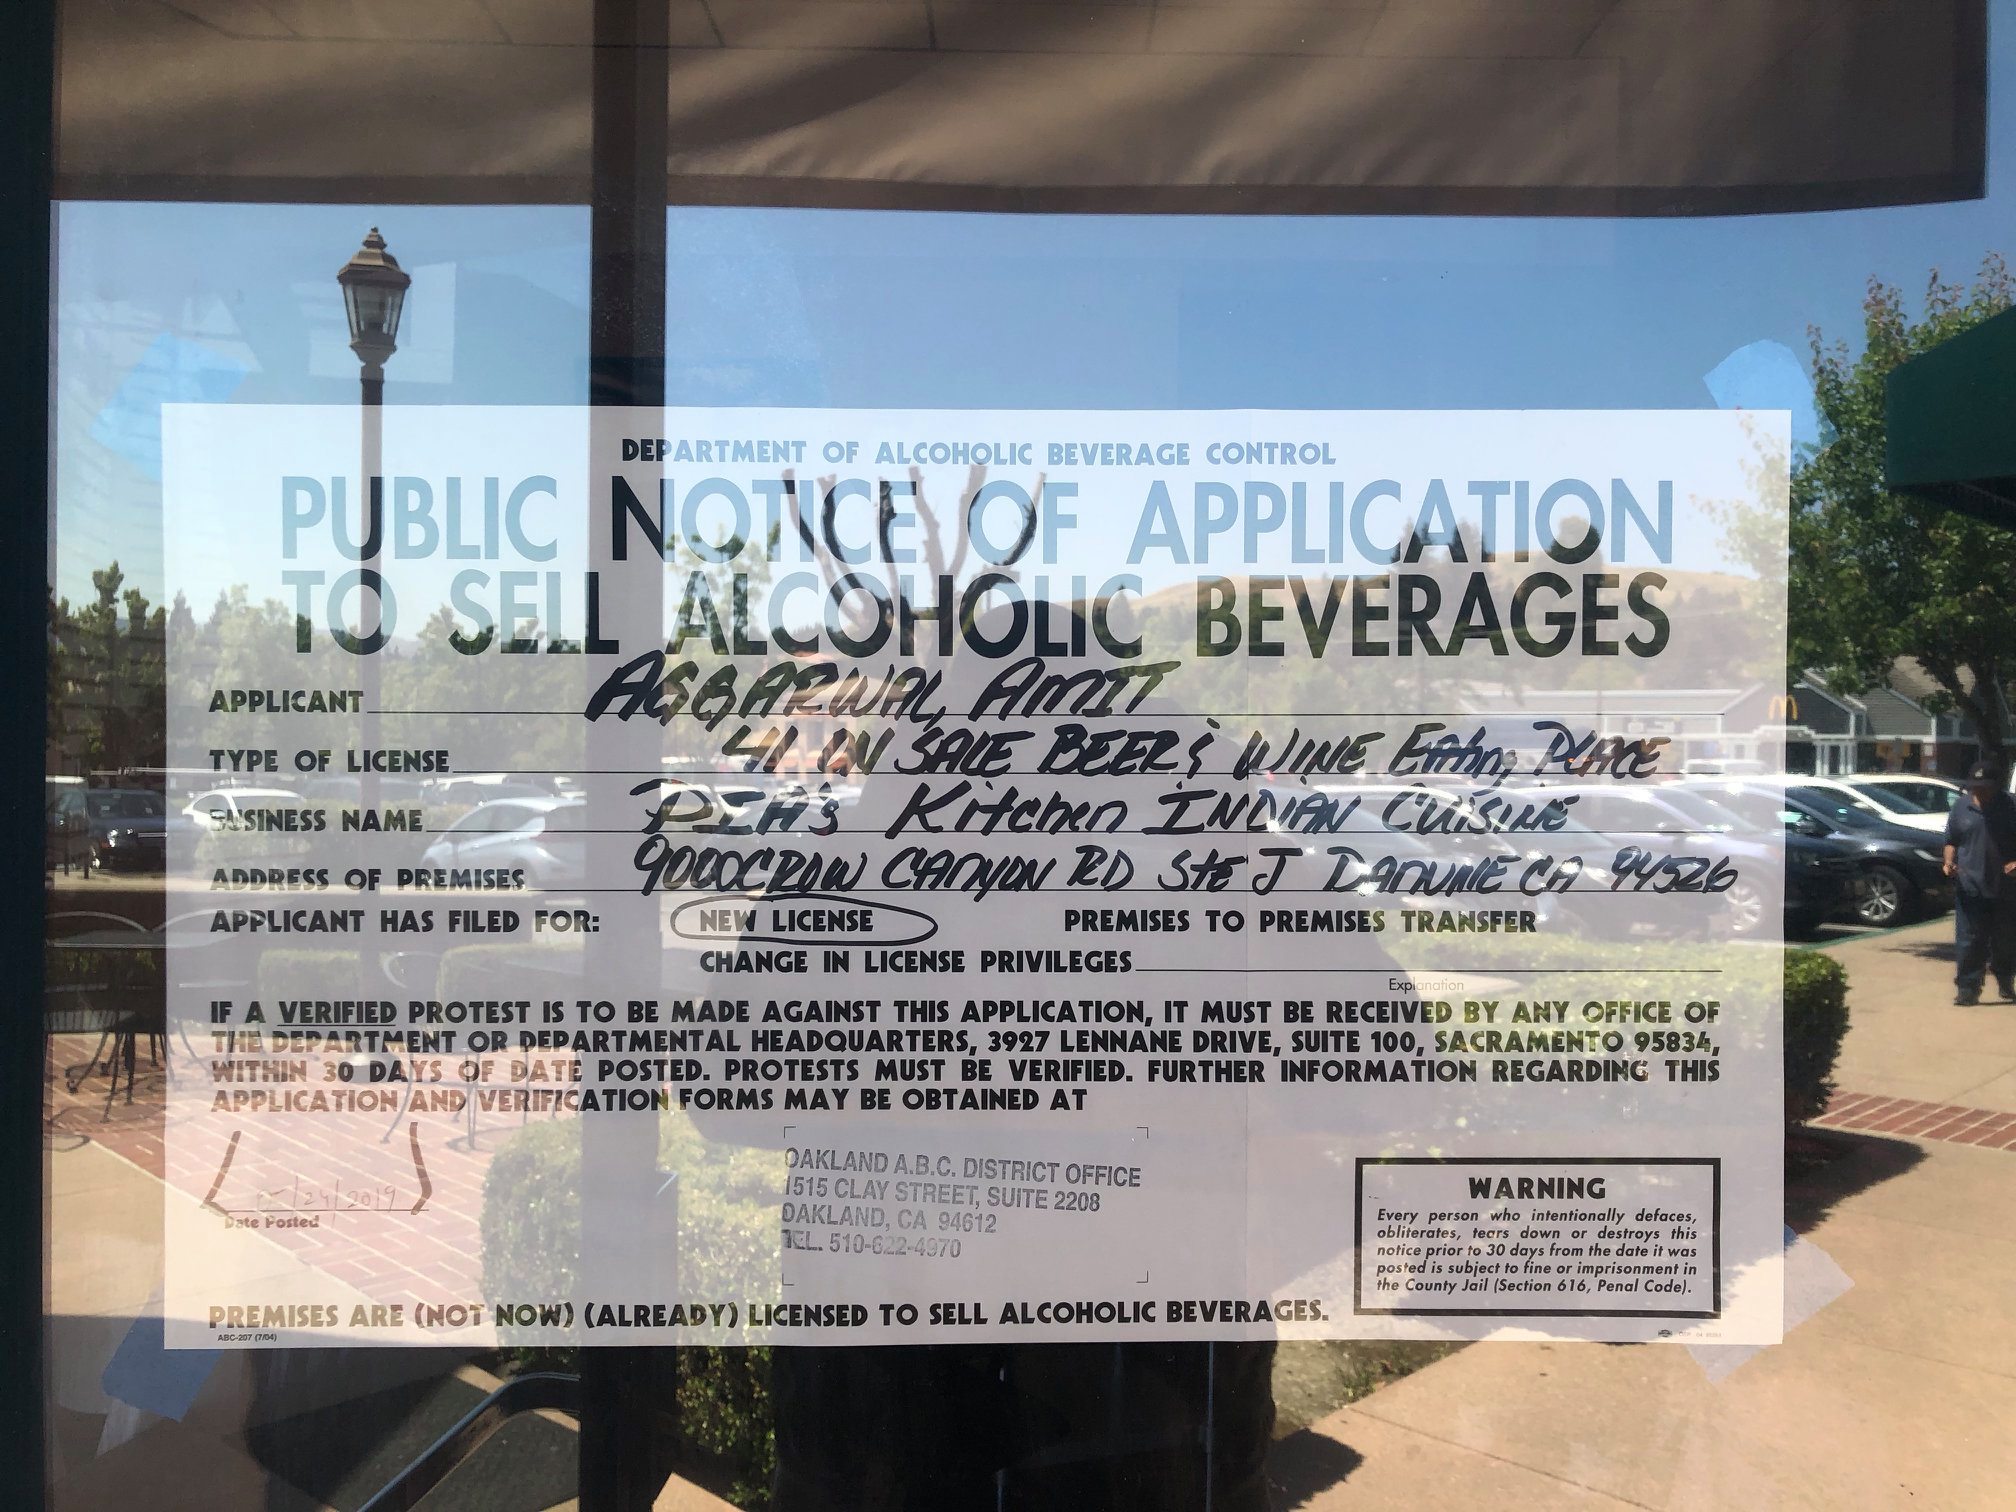 DEPARTMENT OF ALCOHOLIC BEVERAGE CONTROL
PUBLIC NOTICE OF APPLICATION
TO SELL ALCOHOLIC BEVERAGES
APPLICANT AGGARWAL, AMIT
TYPE OF LICENSE 41 ON SALE BEER & WINE Eating PLACE
BUSINESS NAME PIA's Kitchen INDIAN CUISINE
ADDRESS OF PREMISES 9000 CROW CANYON RD Ste J DANVILLE CA 94526
APPLICANT HAS FILED FOR: NEW LICENSE PREMISES TO PREMISES TRANSFER
CHANGE IN LICENSE PRIVILEGES
Explanation
IF A VERIFIED PROTEST IS TO BE MADE AGAINST THIS APPLICATION, IT MUST BE RECEIVED BY ANY OFFICE OF
THE DEPARTMENT OR DEPARTMENTAL HEADQUARTERS, 3927 LENNANE DRIVE, SUITE 100, SACRAMENTO 95834,
WITHIN 30 DAYS OF DATE POSTED. PROTESTS MUST BE VERIFIED. FURTHER INFORMATION REGARDING THIS
APPLICATION AND VERIFICATION FORMS MAY BE OBTAINED AT
Date Posted
OAKLAND A.B.C. DISTRICT OFFICE
1515 CLAY STREET, SUITE 2208
OAKLAND, CA 94612
TEL. 510-622-4970
WARNING
Every person who intentionally defaces,
obliterates, tears down or destroys this
notice prior to 30 days from the date it was
posted is subject to fine or imprisonment in
the County Jail (Section 616, Penal Code).
PREMISES ARE (NOT NOW) (ALREADY) LICENSED TO SELL ALCOHOLIC BEVERAGES.
ABC-207 (7/04)